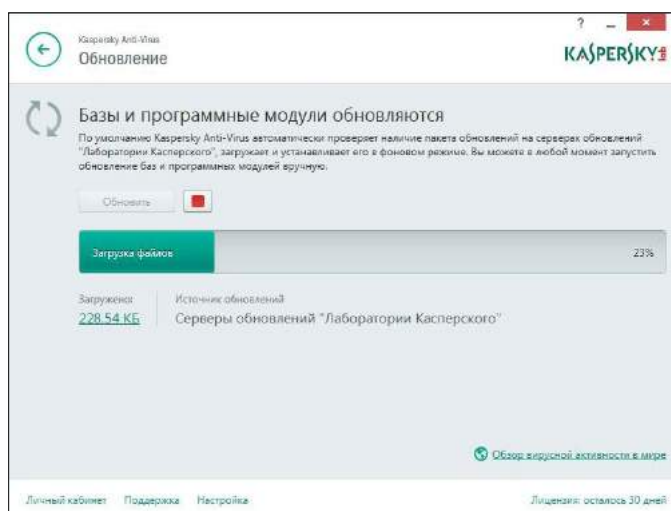 Kaspersky Anti-Virus
? _ ×
Обновление
KASPERSKY lab
Базы и программные модули обновляются
По умолчанию Kaspersky Anti-Virus автоматически проверяет наличие пакета обновлений на серверах обновлений
"Лаборатории Касперского", загружает и устанавливает его в фоновом режиме. Вы можете в любой момент запустить
обновление баз и программных модулей вручную.
Обновить
Загрузка файлов 23%
Загружено:
228.54 КБ
Источник обновлений
Серверы обновлений "Лаборатории Касперского"
Обзор вирусной активности в мире
Личный кабинет Поддержка Настройка
Лицензия: осталось 30 дней